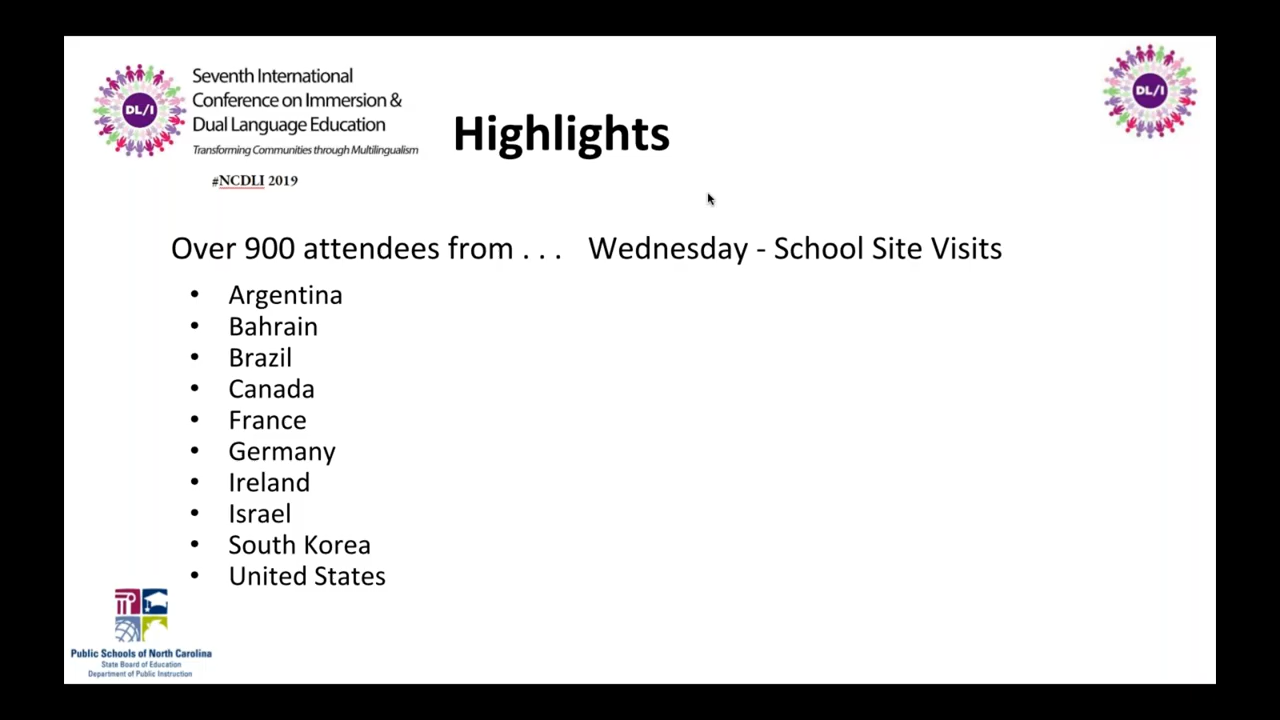 DL/I
Seventh International
Conference on Immersion &
Dual Language Education
Transforming Communities through Multilingualism
#NCDLI 2019
Highlights
DL/I
Over 900 attendees from . . .
Argentina
Bahrain
Brazil
Canada
France
Germany
Ireland
Israel
South Korea
United States
Wednesday - School Site Visits
Public Schools of North Carolina
State Board of Education
Department of Public Instruction